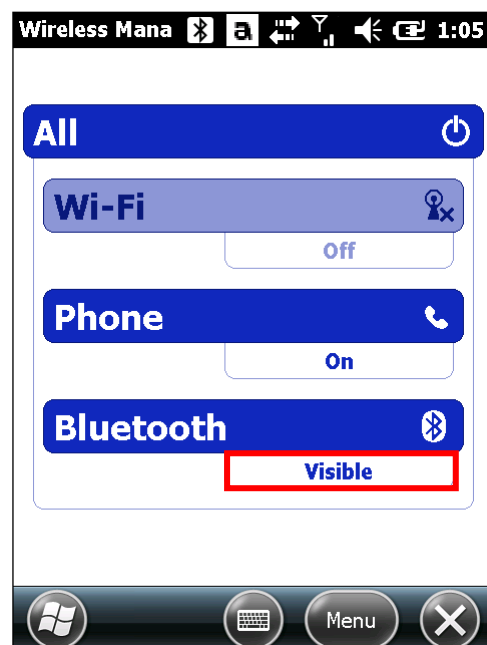 Wireless Mana a 1:05
All
Wi-Fi
Off
Phone
On
Bluetooth
Visible
Menu